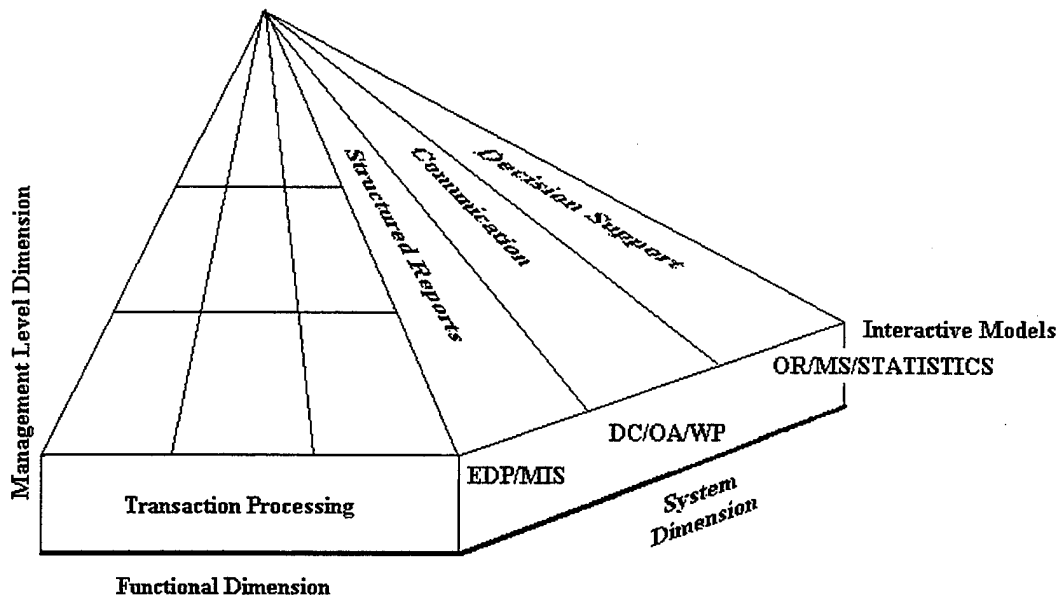 Management Level Dimension
Structured Reports
Commucation
Decision Support
Interactive Models
OR/MS/STATISTICS
DC/OA/WP
EDP/MIS
System
Dimension
Transaction Processing
Functional Dimension